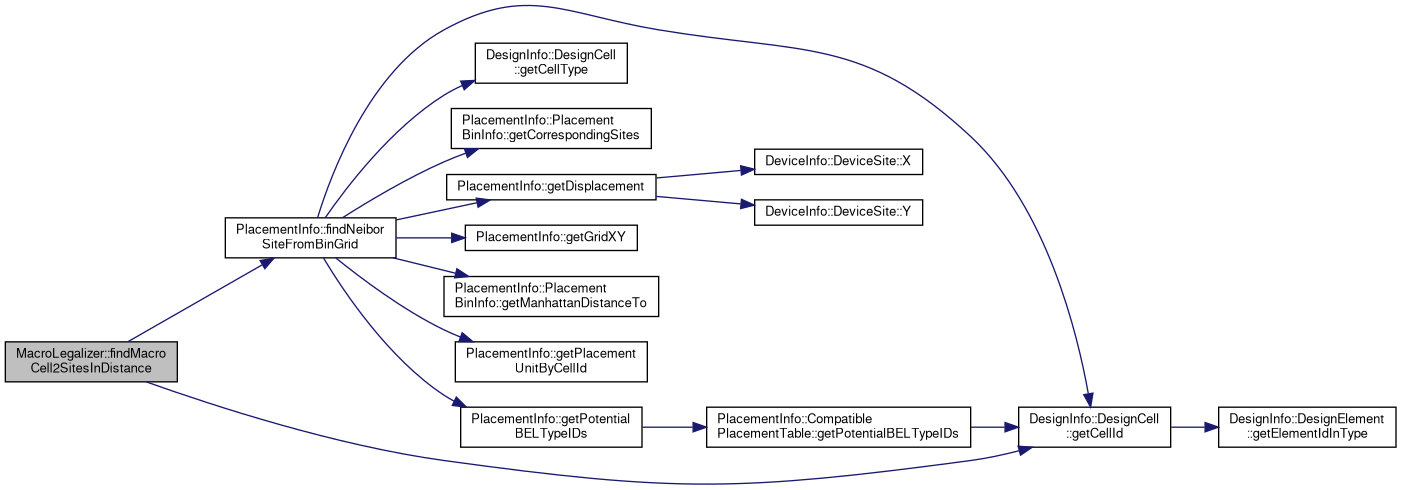 DesignInfo::DesignCell
::getCellType
PlacementInfo::Placement
BinInfo::getCorrespondingSites
DeviceInfo::DeviceSite::X
PlacementInfo::getDisplacement
DeviceInfo::DeviceSite::Y
PlacementInfo::findNeibor
SiteFromBinGrid
PlacementInfo::getGridXY
PlacementInfo::Placement
BinInfo::getManhattanDistanceTo
MacroLegalizer::findMacro
Cell2SitesInDistance
PlacementInfo::getPlacement
UnitByCellId
PlacementInfo::getPotential
BELTypeIDs
PlacementInfo::Compatible
PlacementTable::getPotentialBELTypeIDs
DesignInfo::DesignCell
::getCellId
DesignInfo::DesignElement
::getElementIdInType